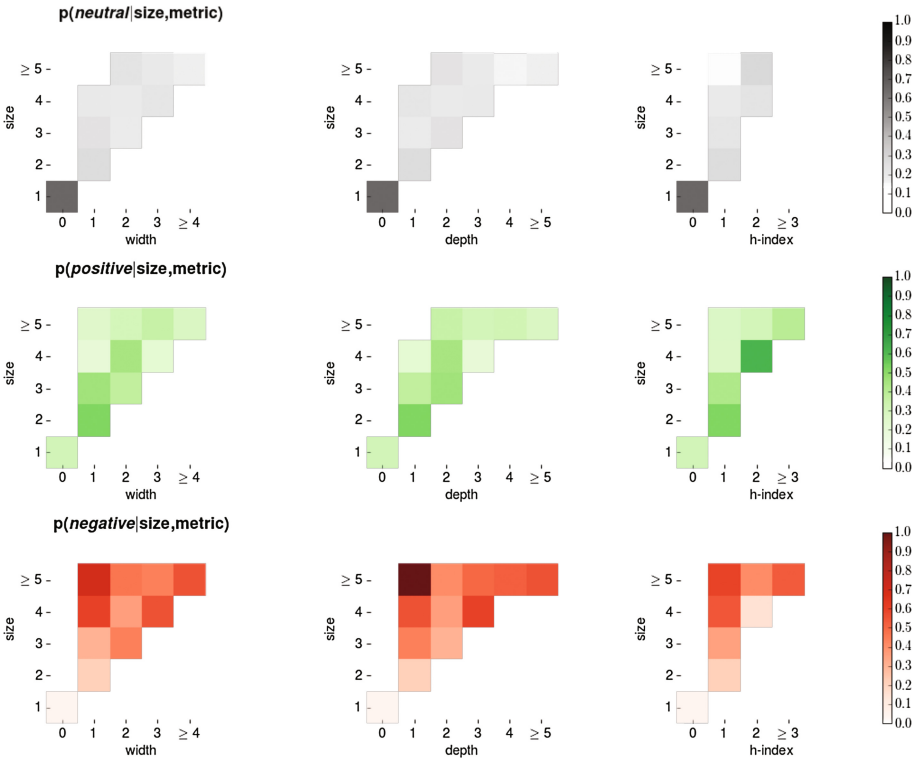 p(neutral|size,metric)
size
≥ 5
4
3
2
1
0 1 2 3 ≥ 4
width
size
≥ 5
4
3
2
1
0 1 2 3 4 ≥ 5
depth
size
≥ 5
4
3
2
1
0 1 2 ≥ 3
h-index
1.0
0.9
0.8
0.7
0.6
0.5
0.4
0.3
0.2
0.1
0.0
p(positive|size,metric)
size
≥ 5
4
3
2
1
0 1 2 3 ≥ 4
width
size
≥ 5
4
3
2
1
0 1 2 3 4 ≥ 5
depth
size
≥ 5
4
3
2
1
0 1 2 ≥ 3
h-index
1.0
0.9
0.8
0.7
0.6
0.5
0.4
0.3
0.2
0.1
0.0
p(negative|size,metric)
size
≥ 5
4
3
2
1
0 1 2 3 ≥ 4
width
size
≥ 5
4
3
2
1
0 1 2 3 4 ≥ 5
depth
size
≥ 5
4
3
2
1
0 1 2 ≥ 3
h-index
1.0
0.9
0.8
0.7
0.6
0.5
0.4
0.3
0.2
0.1
0.0